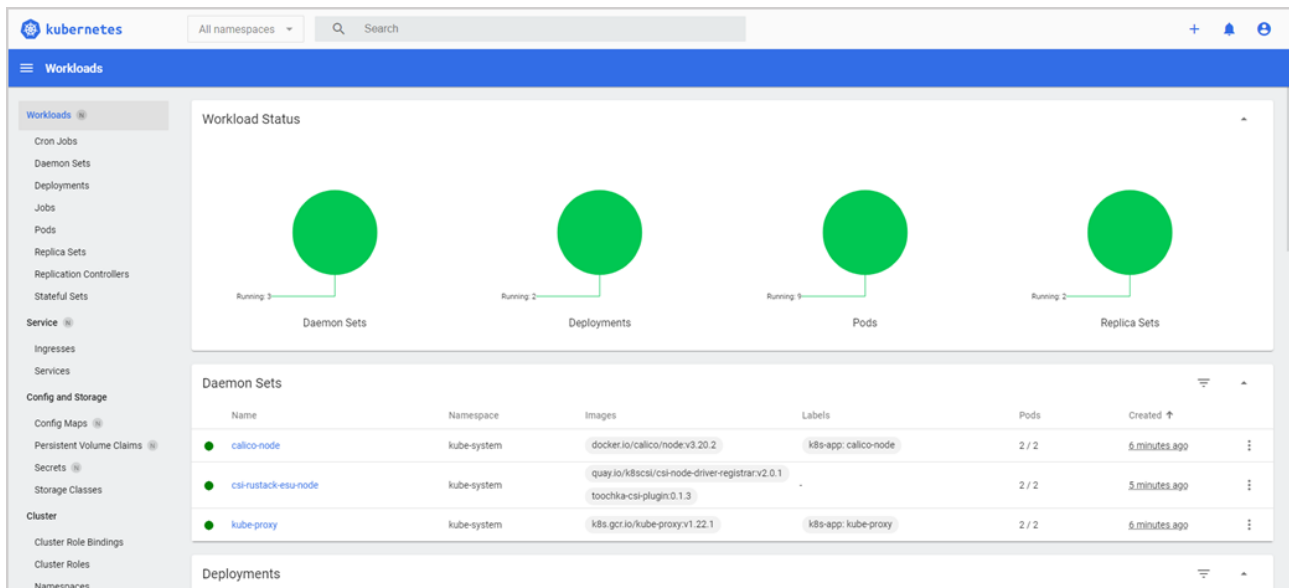 kubernetes
All namespaces
Search
Workloads
Workloads N
Cron Jobs
Daemon Sets
Deployments
Jobs
Pods
Replica Sets
Replication Controllers
Stateful Sets
Service N
Ingresses
Services
Config and Storage
Config Maps N
Persistent Volume Claims N
Secrets N
Storage Classes
Cluster
Cluster Role Bindings
Cluster Roles
Namespaces
Workload Status
Running: 3
Running: 2
Running: 9
Running: 2
Daemon Sets
Deployments
Pods
Replica Sets
Daemon Sets
Name Namespace Images Labels Pods Created
calico-node kube-system docker.io/calico/node:v3.20.2 k8s-app: calico-node 2 / 2 6 minutes ago
csi-rustack-esu-node kube-system quay.io/k8scsi/csi-node-driver-registrar:v2.0.1 - 2 / 2 5 minutes ago
toochka-csi-plugin:0.1.3
kube-proxy kube-system k8s.gcr.io/kube-proxy:v1.22.1 k8s-app: kube-proxy 2 / 2 6 minutes ago
Deployments